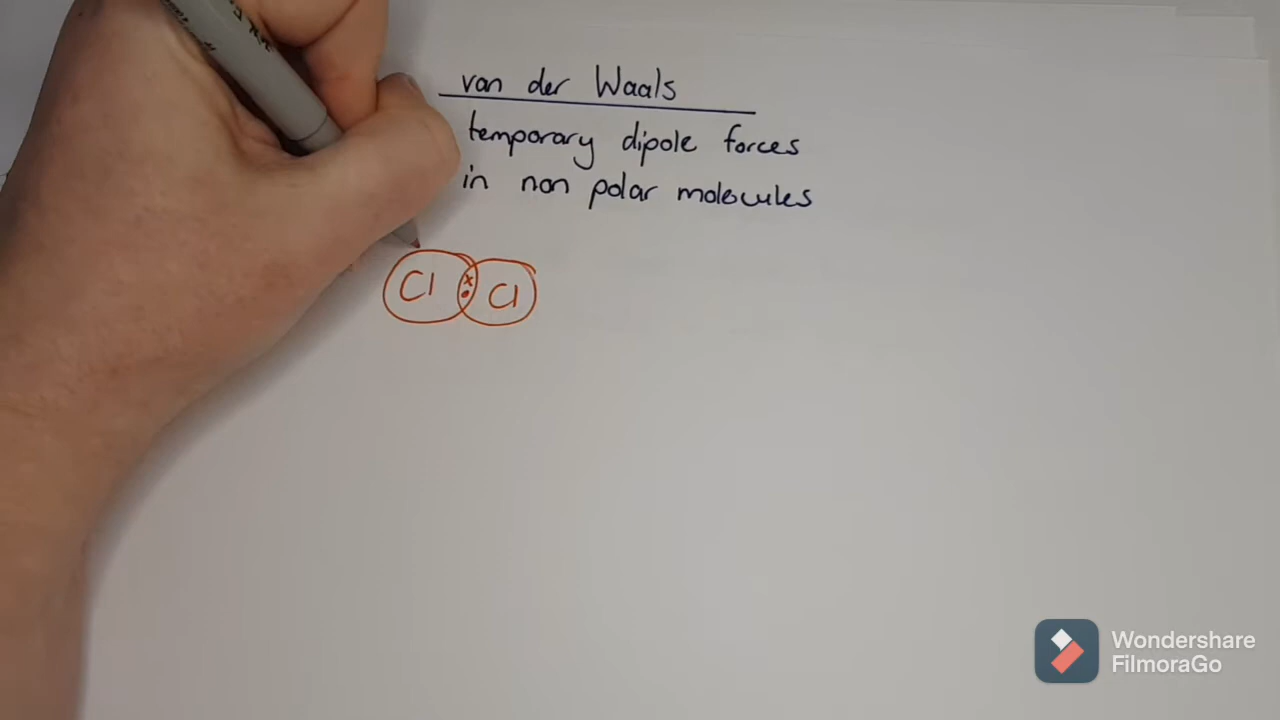 van der Waals
temporary dipole forces
in non polar molecules
Cl Cl
Wondershare
FilmoraGo